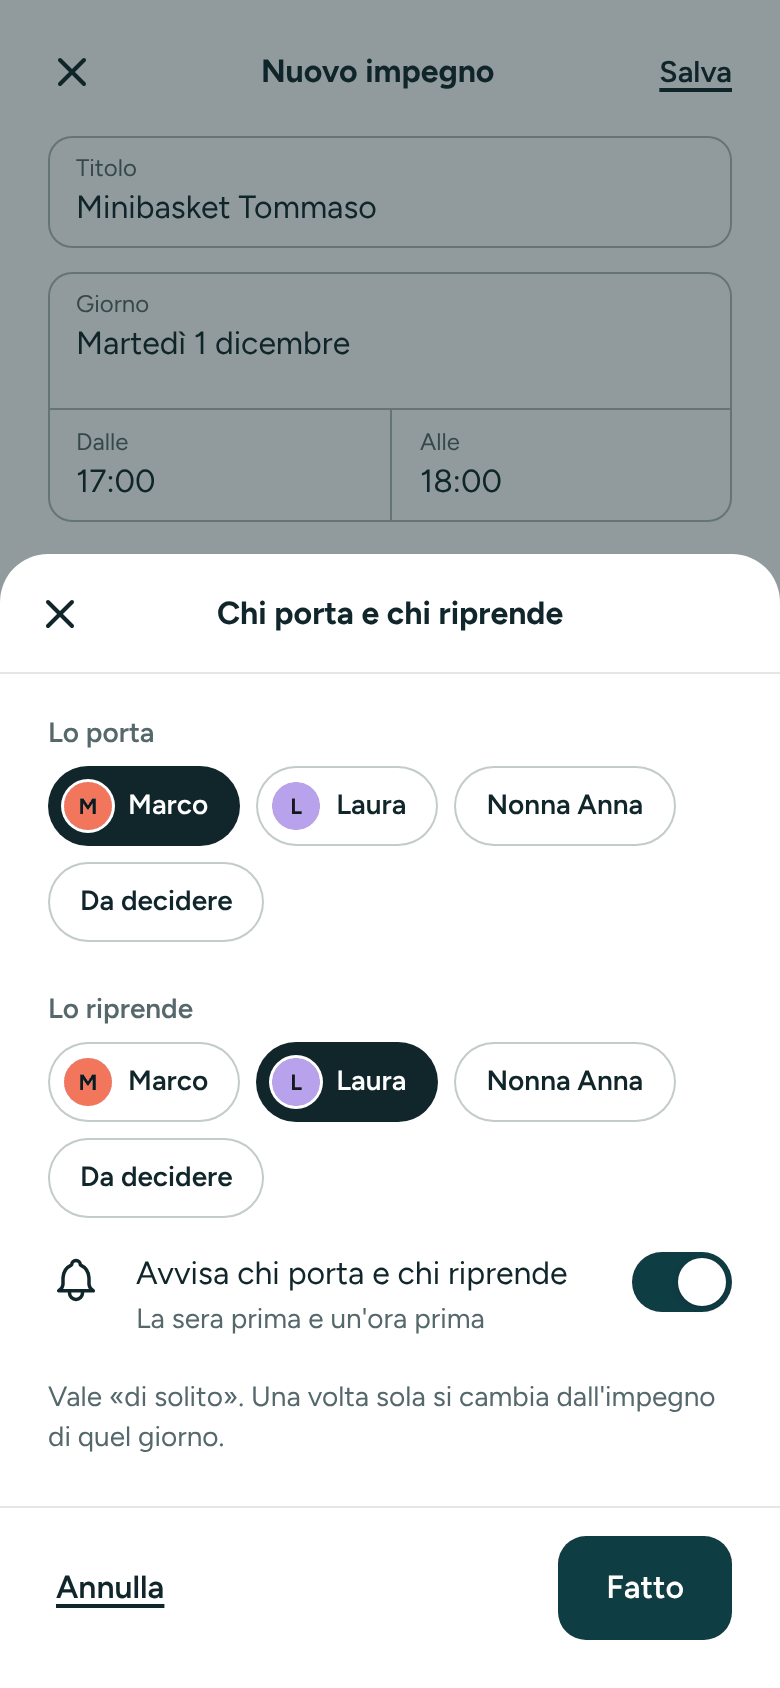 Nuovo impegno
Salva
Titolo
Minibasket Tommaso
Giorno
Martedì 1 dicembre
Dalle
17:00
Alle
18:00
Chi porta e chi riprende
Lo porta
M Marco
L Laura
Nonna Anna
Da decidere
Lo riprende
M Marco
L Laura
Nonna Anna
Da decidere
Avvisa chi porta e chi riprende
La sera prima e un'ora prima
Vale «di solito». Una volta sola si cambia dall'impegno
di quel giorno.
Annulla
Fatto